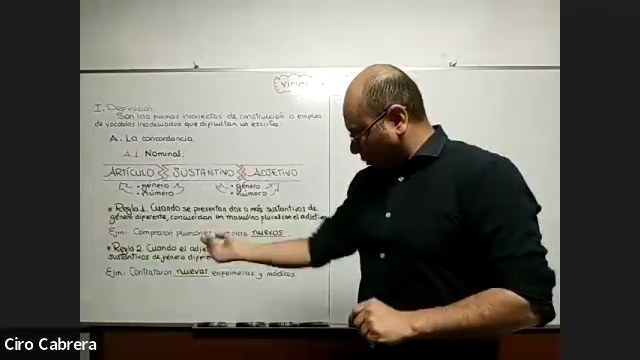 I. Definición
Son las formas incorrectas de construcción o empleo
de vocablos inadecuados que dificultan un escrito.
A. La concordancia.
A.1 Nominal.
ARTÍCULO SUSTANTIVO ADJETIVO
• género • género
• número • número
* Regla 1. Cuando se presentan dos o más sustantivos de
género diferente, concuerdan en masculino plural con el adjetivo
Ejm: Compraron plumones nuevos.
* Regla 2. Cuando el
sustantivos de género
Ejm: Contrataron nuevas enfermeras y médicos.
Ciro Cabrera